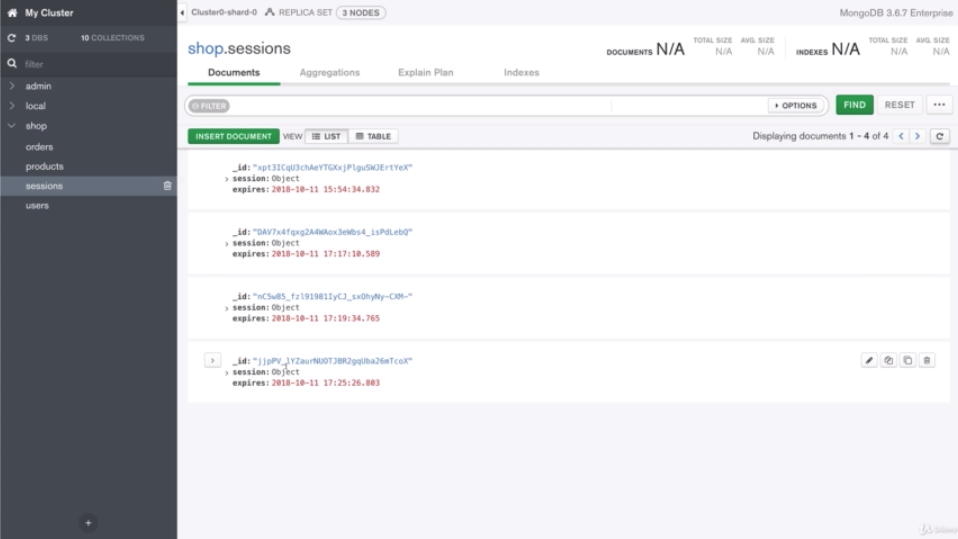 My Cluster
Cluster0-shard-0 REPLICA SET 3 NODES
MongoDB 3.6.7 Enterprise
3 DBS 10 COLLECTIONS
filter
admin
local
shop
orders
products
sessions
users
shop.sessions
DOCUMENTS N/A TOTAL SIZE N/A AVG. SIZE N/A
INDEXES N/A TOTAL SIZE N/A AVG. SIZE N/A
Documents Aggregations Explain Plan Indexes
FILTER OPTIONS FIND RESET
INSERT DOCUMENT VIEW LIST TABLE Displaying documents 1 - 4 of 4
_id: "xpt3ICqU3chAeYTGXxjPlguSWJErtYeX"
session: Object
expires: 2018-10-11 15:54:34.832
_id: "DAV7x4fqxg2A4WAox3eWbs4_isPdLebQ"
session: Object
expires: 2018-10-11 17:17:10.589
_id: "nC5w85_fzl91981IyCJ_sxOhyNy-CXM-"
session: Object
expires: 2018-10-11 17:19:34.765
_id: "jjpPV_lYZaurNUOTJBR2gqUba26mTcoX"
session: Object
expires: 2018-10-11 17:25:26.803